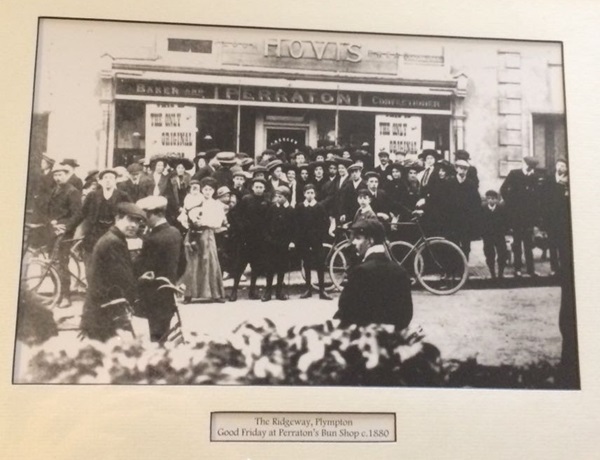 HOVIS
BAKER AND PERRATON CONFECTIONER
THE ONLY
ORIGINAL
THE ONLY
ORIGINAL
The Ridgeway, Plympton
Good Friday at Perraton's Bun Shop c.1880